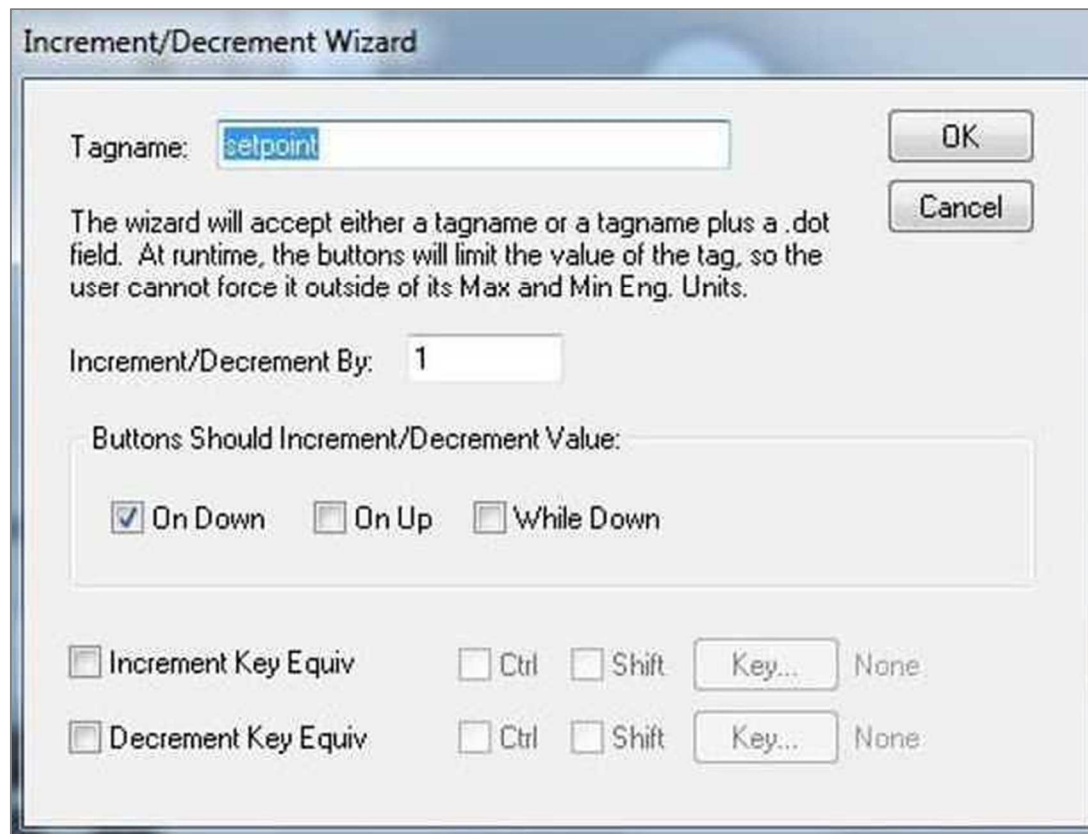 Increment/Decrement Wizard
Tagname: setpoint
OK
Cancel
The wizard will accept either a tagname or a tagname plus a .dot
field. At runtime, the buttons will limit the value of the tag, so the
user cannot force it outside of its Max and Min Eng. Units.
Increment/Decrement By: 1
Buttons Should Increment/Decrement Value:
On Down On Up While Down
Increment Key Equiv Ctrl Shift Key... None
Decrement Key Equiv Ctrl Shift Key... None